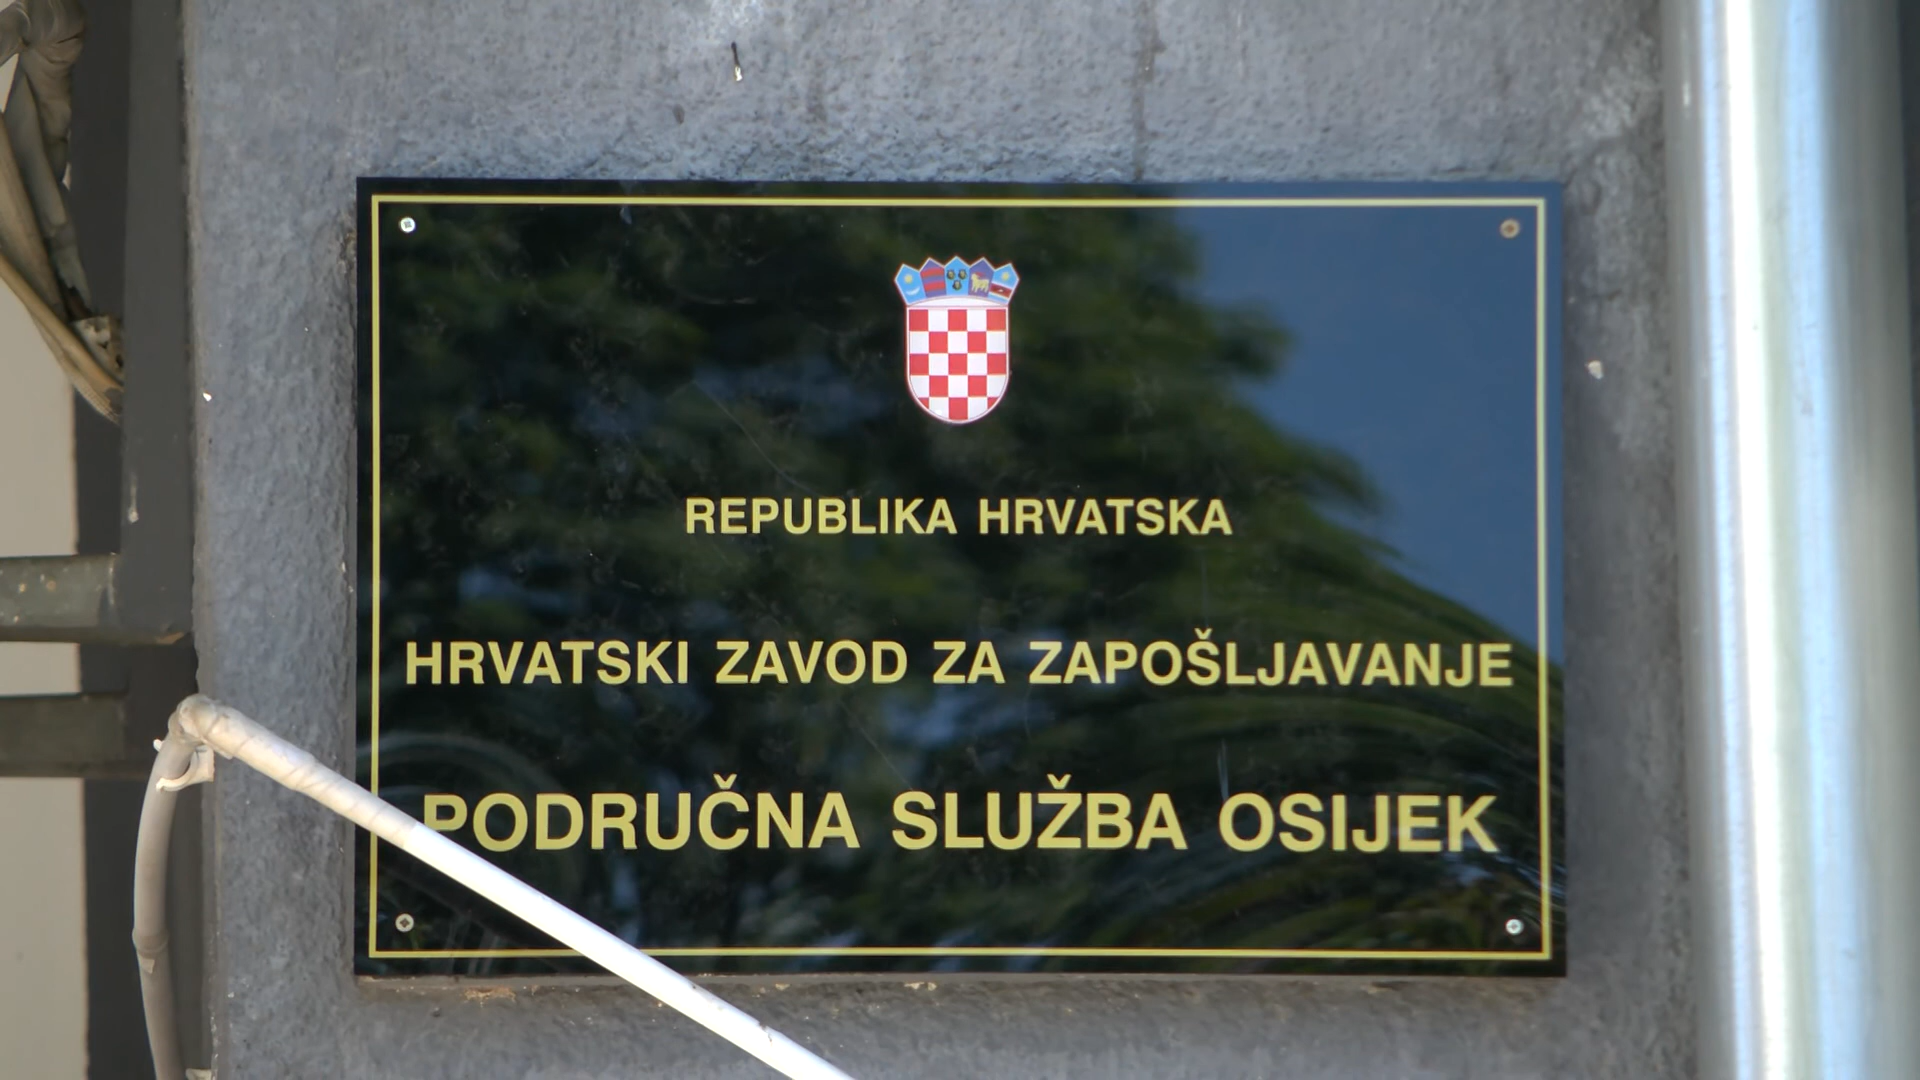 REPUBLIKA HRVATSKA
HRVATSKI ZAVOD ZA ZAPOŠLJAVANJE
PODRUČNA SLUŽBA OSIJEK